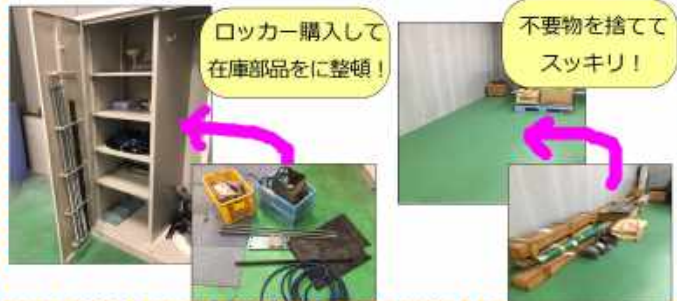 ロッカー購入して
在庫部品をに整頓！
不要物を捨てて
スッキリ！